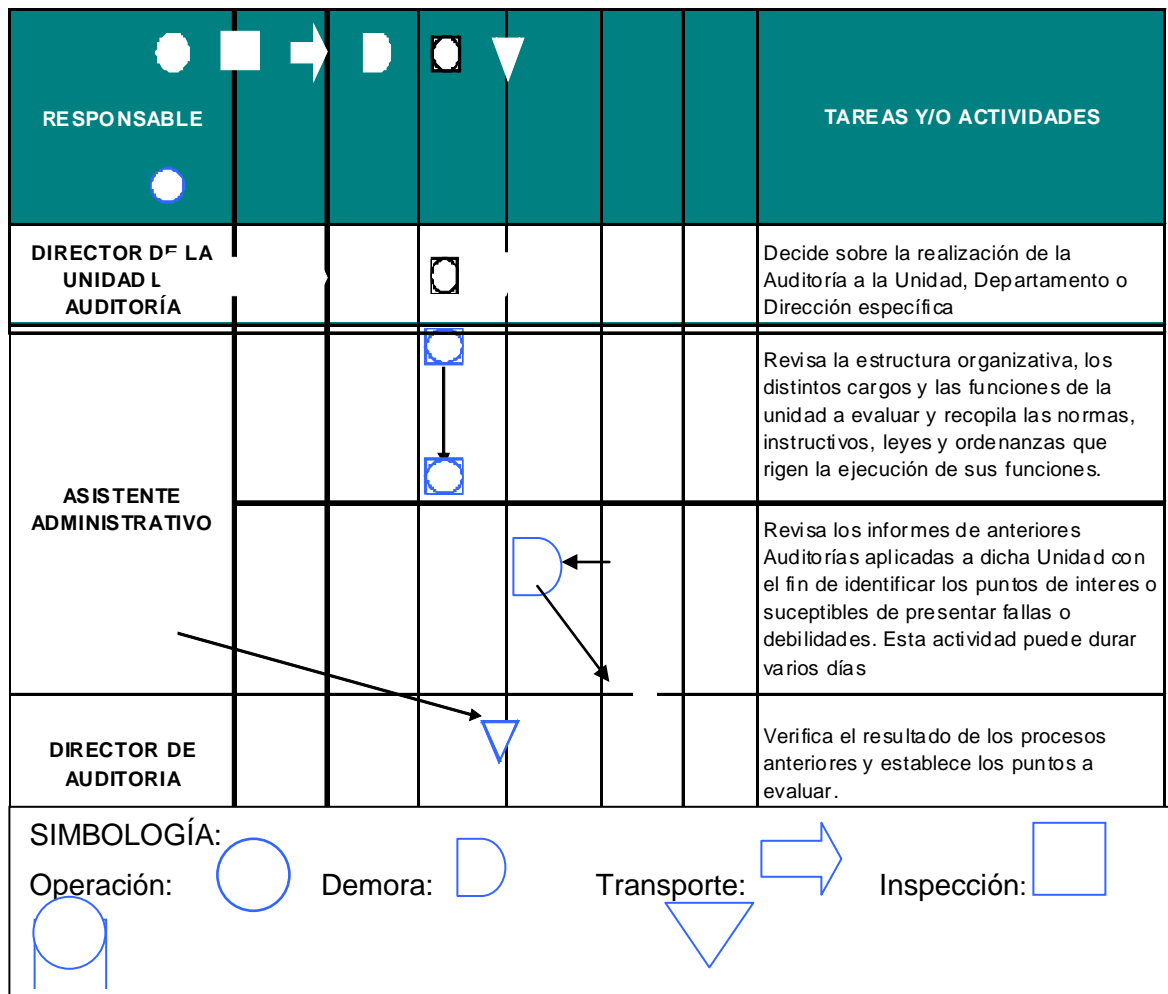 RESPONSABLE
TAREAS Y/O ACTIVIDADES
DIRECTOR DE LA
UNIDAD
AUDITORÍA
Decide sobre la realización de la
Auditoría a la Unidad, Departamento o
Dirección específica
ASISTENTE
ADMINISTRATIVO
Revisa la estructura organizativa, los
distintos cargos y las funciones de la
unidad a evaluar y recopila las normas,
instructivos, leyes y ordenanzas que
rigen la ejecución de sus funciones.
Revisa los informes de anteriores
Auditorías aplicadas a dicha Unidad con
el fin de identificar los puntos de interes o
suceptibles de presentar fallas o
debilidades. Esta actividad puede durar
varios días
DIRECTOR DE
AUDITORIA
Verifica el resultado de los procesos
anteriores y establece los puntos a
evaluar.
SIMBOLOGÍA:
Operación: Demora: Transporte: Inspección: